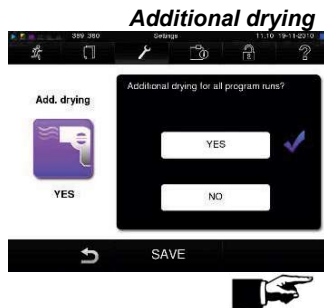 Additional drying
389 380 Settings 11:10 19-11-2010
Additional drying for all program runs?
Add. drying
YES
YES
NO
SAVE